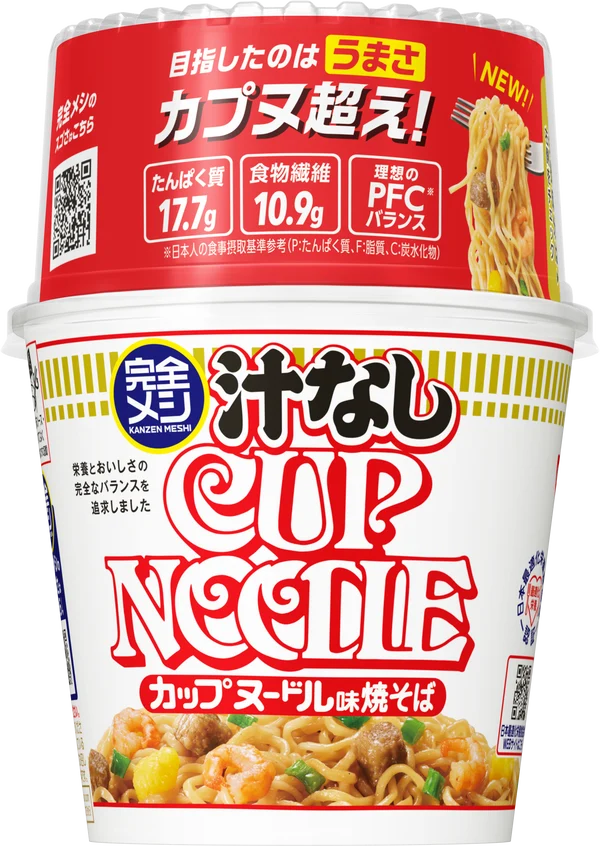 目指したのは うまさ
カプヌ超え!
NEW!
完全メシの
スゴさはこちら
たんぱく質
17.7g
食物繊維
10.9g
理想の
PFC※
バランス
※日本人の食事摂取基準参考(P:たんぱく質、F:脂質、C:炭水化物)
完全
メシ
KANZEN MESHI
汁なし
栄養とおいしさの
完全なバランスを
追求しました
CUP
NOODLE
カップヌードル味焼そば